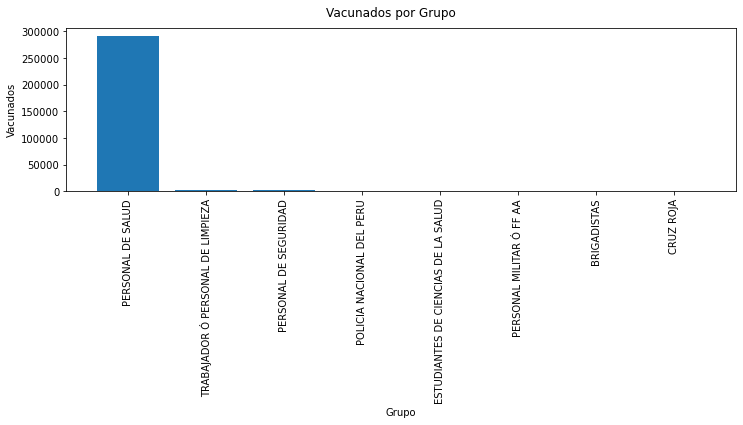 Vacunados por Grupo
300000
250000
200000
150000
100000
50000
0
Vacunados
PERSONAL DE SALUD
TRABAJADOR Ó PERSONAL DE LIMPIEZA
PERSONAL DE SEGURIDAD
POLICIA NACIONAL DEL PERU
ESTUDIANTES DE CIENCIAS DE LA SALUD
PERSONAL MILITAR Ó FF AA
BRIGADISTAS
CRUZ ROJA
Grupo